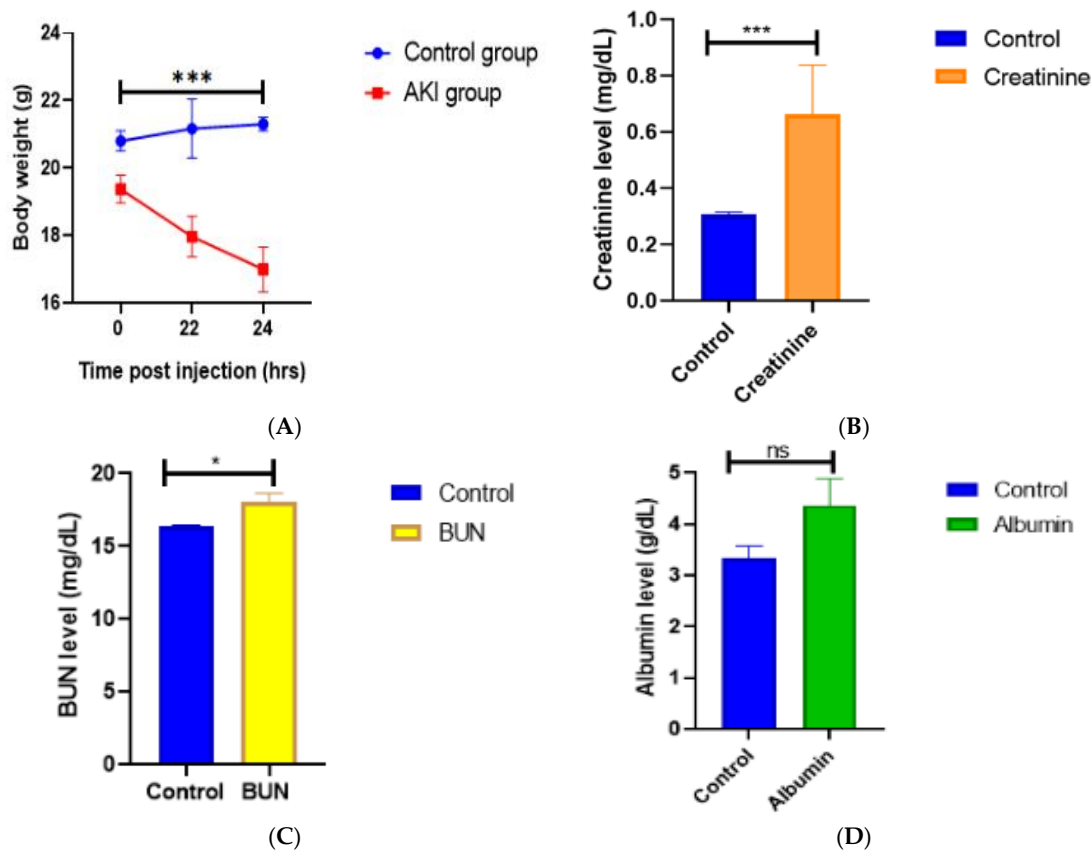 ***
Control group
AKI group
Body weight (g)
22
20
18
16
0 22 24
Time post injection (hrs)
(A)
***
Control
Creatinine
Creatinine level (mg/dL)
1.0
0.8
0.6
0.4
0.2
0.0
Control
Creatinine
(B)
*
Control
BUN
BUN level (mg/dL)
20
15
10
5
0
Control BUN
(C)
ns
Control
Albumin
Albumin level (g/dL)
5
4
3
2
1
0
Control
Albumin
(D)